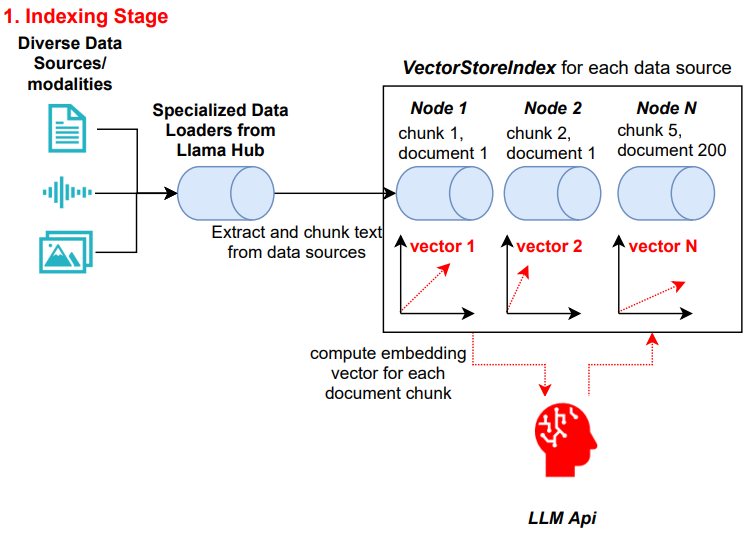 1. Indexing Stage
Diverse Data
Sources/
modalities
Specialized Data
Loaders from
Llama Hub
Extract and chunk text
from data sources
VectorStoreIndex for each data source
Node 1
chunk 1,
document 1
Node 2
chunk 2,
document 1
Node N
chunk 5,
document 200
vector 1
vector 2
vector N
compute embedding
vector for each
document chunk
LLM Api